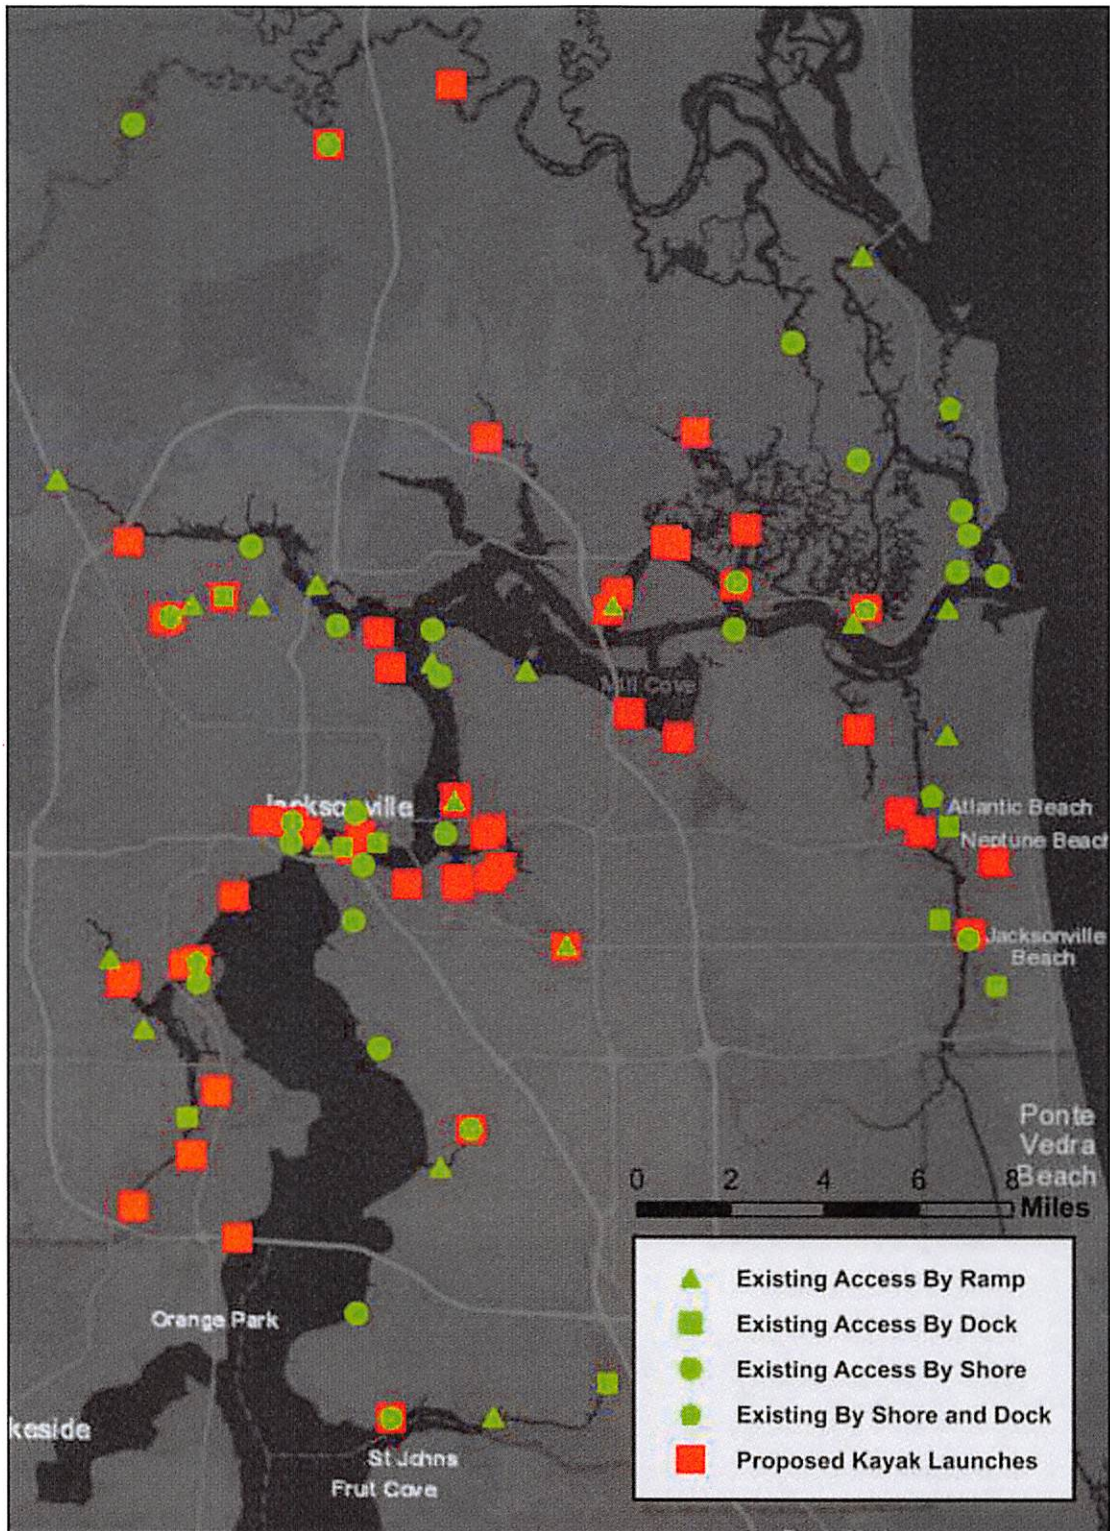 Mill Cove
Jacksonville
Atlantic Beach
Neptune Beach
Jacksonville
Beach
Ponte
Vedra
Beach
0 2 4 6 8
Miles
Existing Access By Ramp
Existing Access By Dock
Existing Access By Shore
Existing By Shore and Dock
Proposed Kayak Launches
Orange Park
keside
St Johns
Fruit Cove